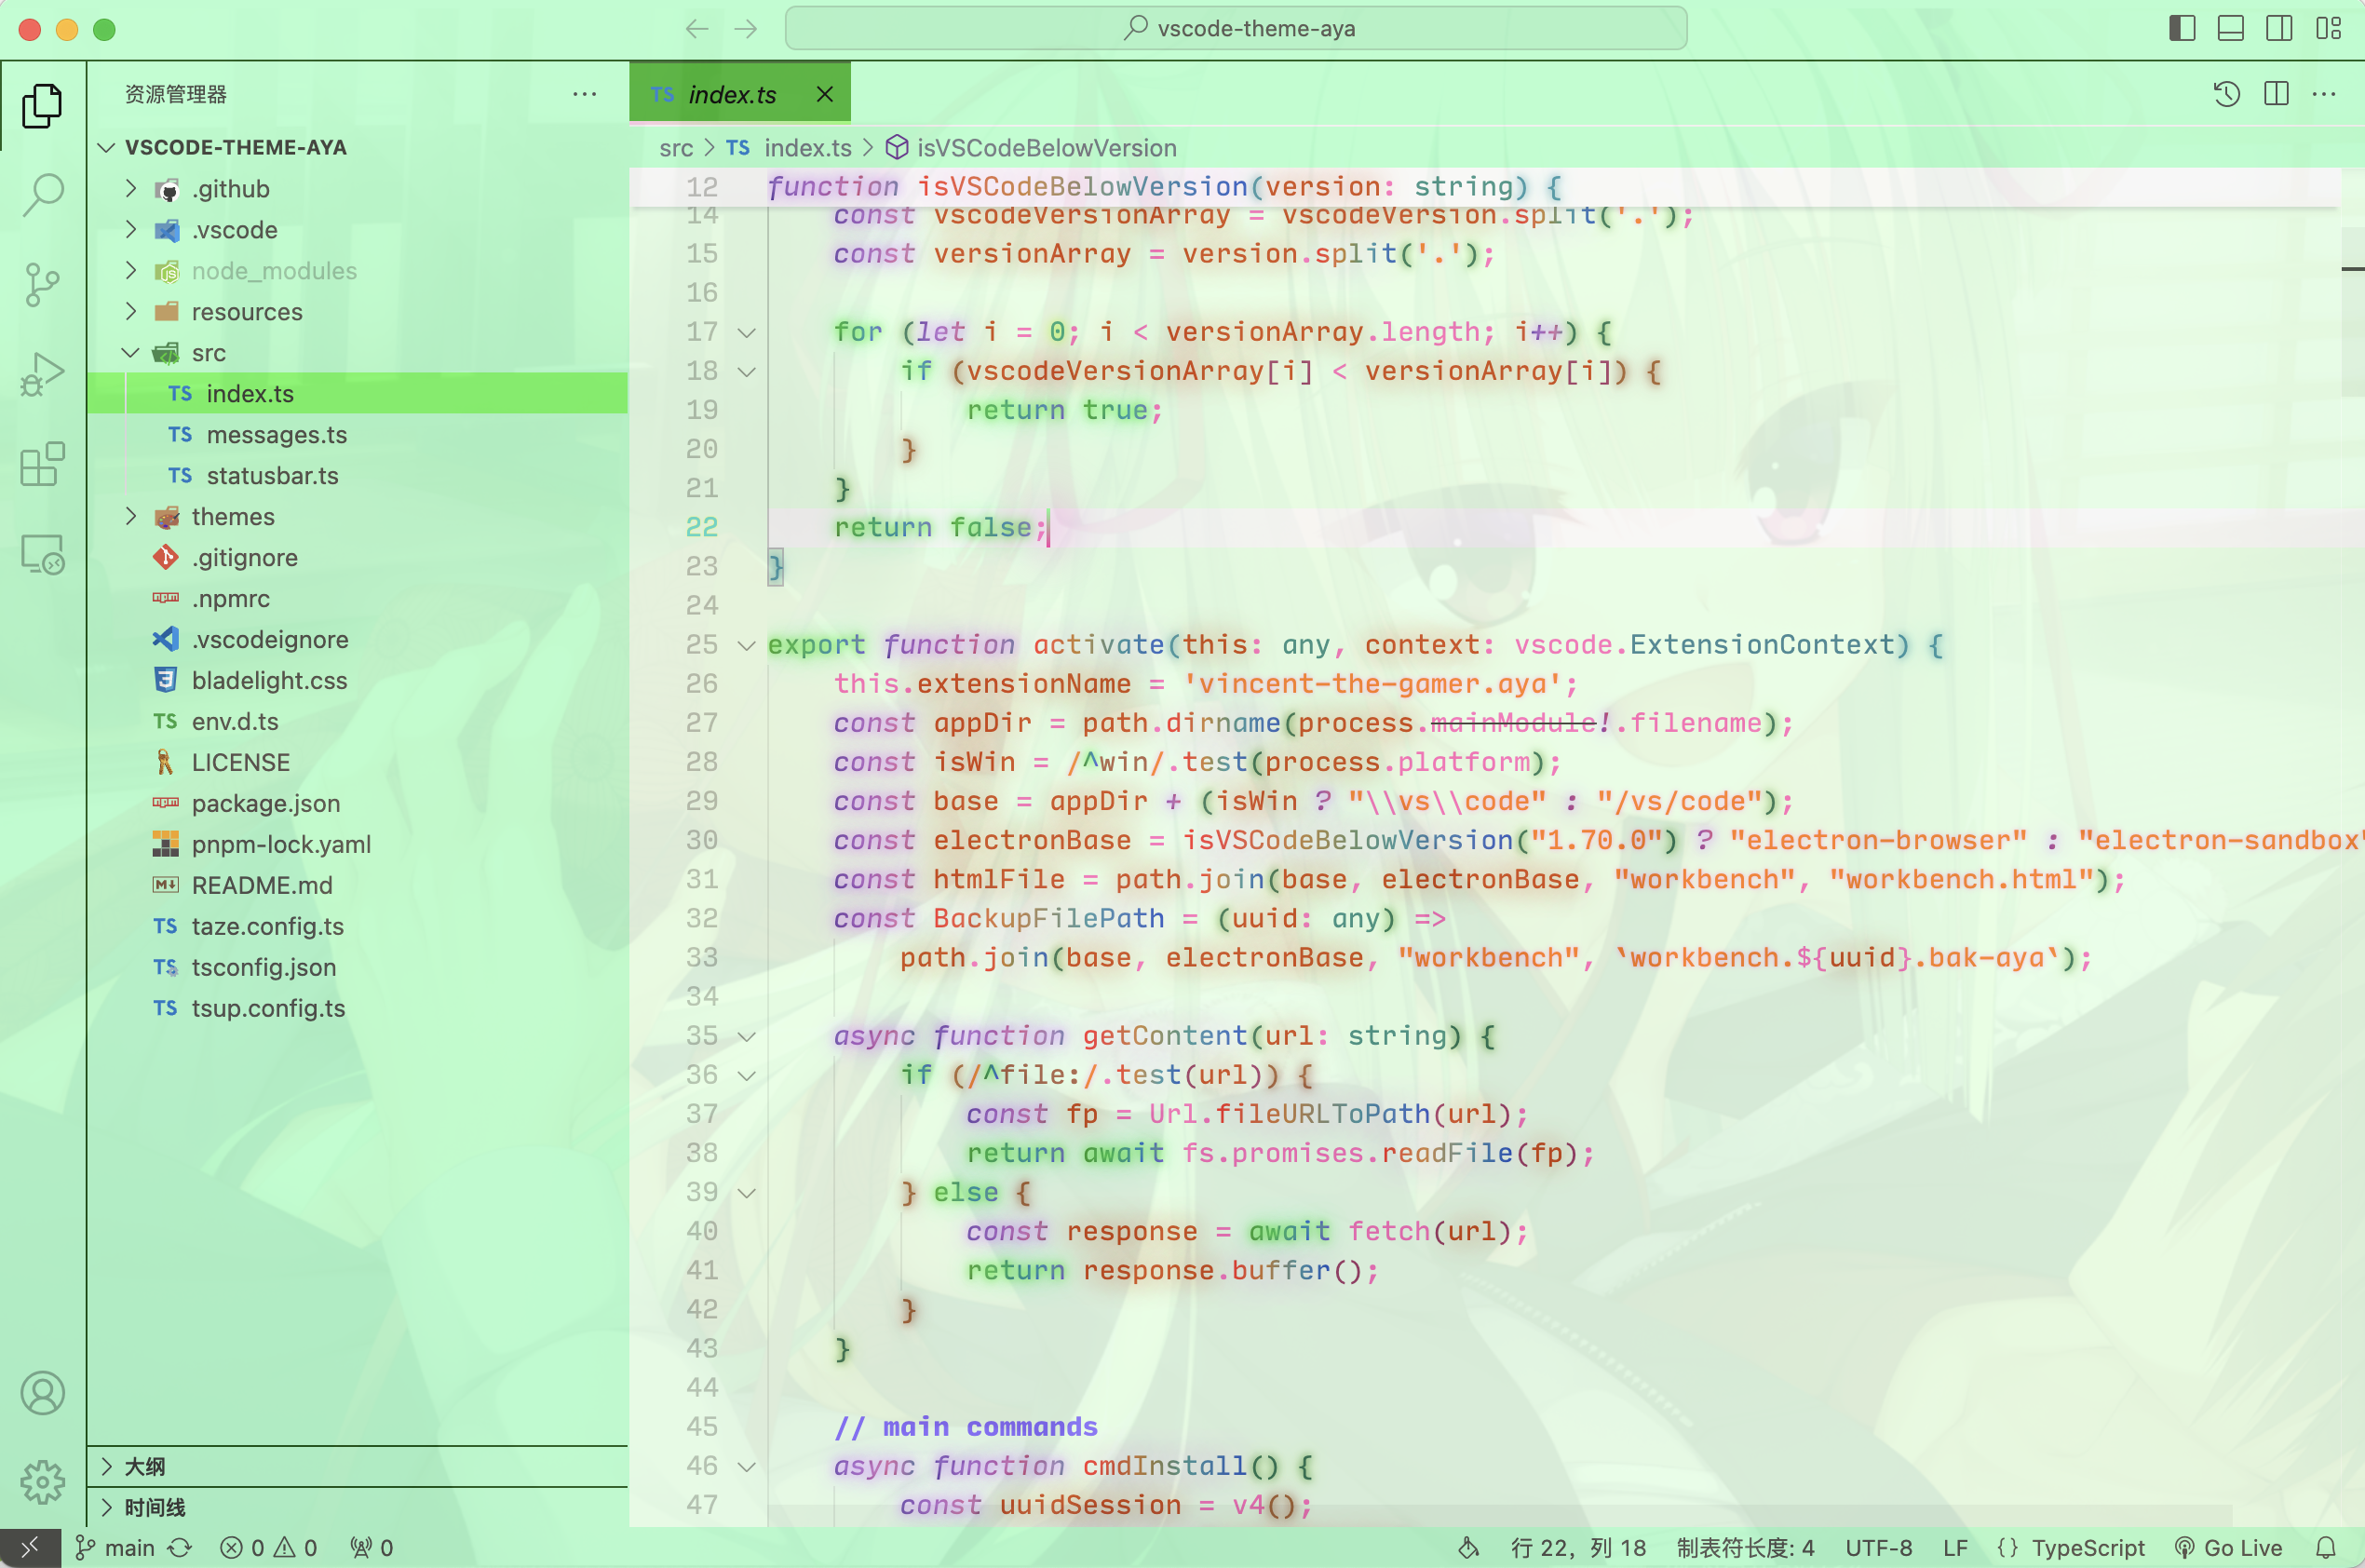 vscode-theme-aya
资源管理器
VSCODE-THEME-AYA
.github
.vscode
node_modules
resources
src
TS index.ts
TS messages.ts
TS statusbar.ts
themes
.gitignore
.npmrc
.vscodeignore
bladelight.css
TS env.d.ts
LICENSE
package.json
pnpm-lock.yaml
README.md
TS taze.config.ts
TS tsconfig.json
TS tsup.config.ts
大纲
时间线
TS index.ts
src > TS index.ts > isVSCodeBelowVersion
12 function isVSCodeBelowVersion(version: string) {
14 const vscodeVersionArray = vscodeVersion.split('.');
15 const versionArray = version.split('.');
16
17 for (let i = 0; i < versionArray.length; i++) {
18 if (vscodeVersionArray[i] < versionArray[i]) {
19 return true;
20 }
21 }
22 return false;
23 }
24
25 export function activate(this: any, context: vscode.ExtensionContext) {
26 this.extensionName = 'vincent-the-gamer.aya';
27 const appDir = path.dirname(process.mainModule!.filename);
28 const isWin = /^win/.test(process.platform);
29 const base = appDir + (isWin ? "\\vs\\code" : "/vs/code");
30 const electronBase = isVSCodeBelowVersion("1.70.0") ? "electron-browser" : "electron-sandbox"
31 const htmlFile = path.join(base, electronBase, "workbench", "workbench.html");
32 const BackupFilePath = (uuid: any) =>
33 path.join(base, electronBase, "workbench", `workbench.${uuid}.bak-aya`);
34
35 async function getContent(url: string) {
36 if (/^file:/.test(url)) {
37 const fp = Url.fileURLToPath(url);
38 return await fs.promises.readFile(fp);
39 } else {
40 const response = await fetch(url);
41 return response.buffer();
42 }
43 }
44
45 // main commands
46 async function cmdInstall() {
47 const uuidSession = v4();
main 0 0 0 行 22，列 18 制表符长度: 4 UTF-8 LF {} TypeScript Go Live